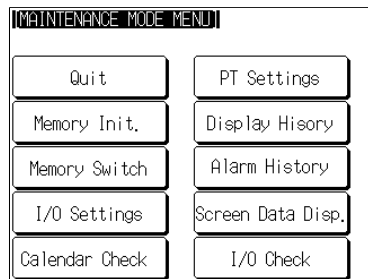 [MAINTENANCE MODE MENU]
Quit
PT Settings
Memory Init.
Display Hisory
Memory Switch
Alarm History
I/O Settings
Screen Data Disp.
Calendar Check
I/O Check